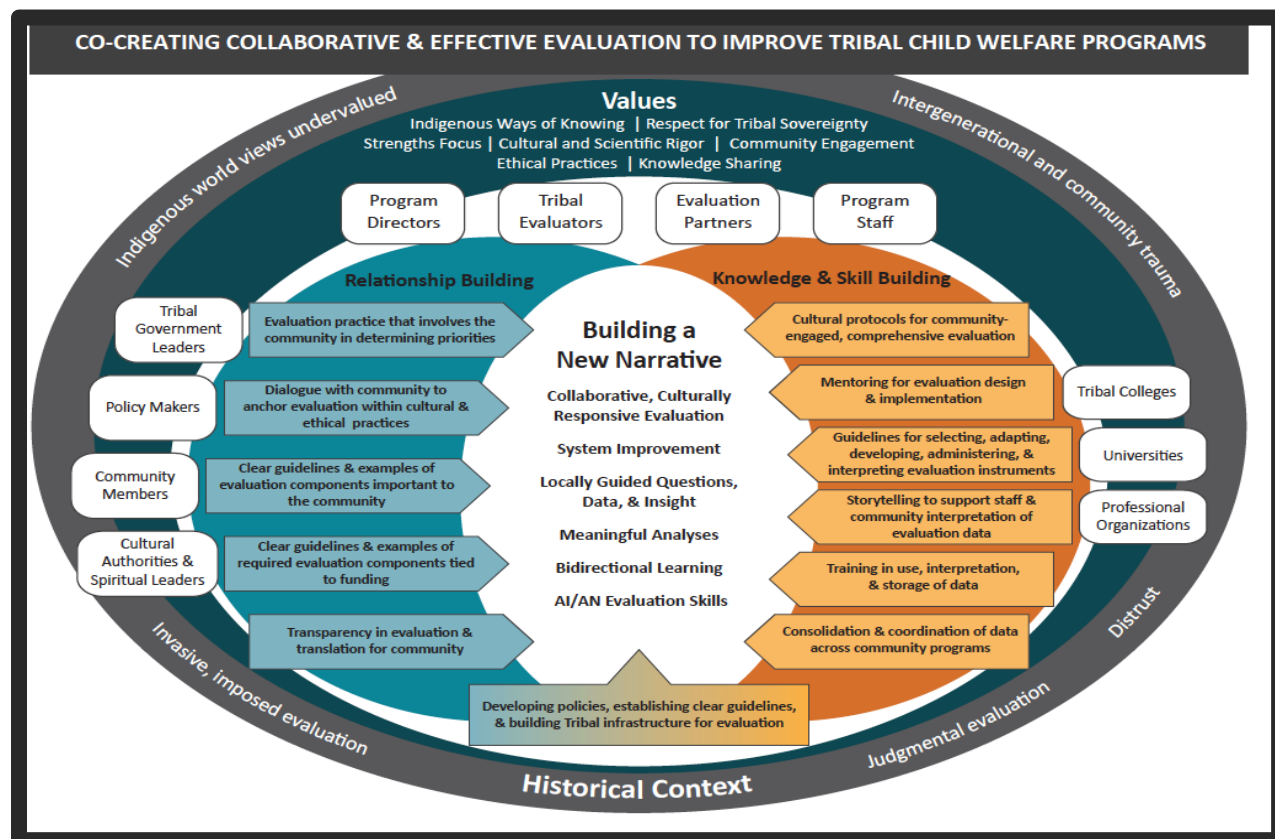 CO-CREATING COLLABORATIVE & EFFECTIVE EVALUATION TO IMPROVE TRIBAL CHILD WELFARE PROGRAMS
Indigenous world views undervalued
Intergenerational and community trauma
Values
Indigenous Ways of Knowing | Respect for Tribal Sovereignty
Strengths Focus | Cultural and Scientific Rigor | Community Engagement
Ethical Practices | Knowledge Sharing
Program
Directors
Tribal
Evaluators
Evaluation
Partners
Program
Staff
Relationship Building
Knowledge & Skill Building
Tribal
Government
Leaders
Policy Makers
Community
Members
Cultural
Authorities &
Spiritual Leaders
Evaluation practice that involves the
community in determining priorities
Dialogue with community to
anchor evaluation within cultural &
ethical practices
Clear guidelines & examples of
evaluation components important to
the community
Clear guidelines & examples of
required evaluation components tied
to funding
Transparency in evaluation &
translation for community
Building a
New Narrative
Collaborative, Culturally
Responsive Evaluation
System Improvement
Locally Guided Questions,
Data, & Insight
Meaningful Analyses
Bidirectional Learning
AI/AN Evaluation Skills
Cultural protocols for community-
engaged, comprehensive evaluation
Mentoring for evaluation design
& implementation
Guidelines for selecting, adapting,
developing, administering, &
interpreting evaluation instruments
Storytelling to support staff &
community interpretation of
evaluation data
Training in use, interpretation,
& storage of data
Consolidation & coordination of data
across community programs
Tribal Colleges
Universities
Professional
Organizations
Developing policies, establishing clear guidelines,
& building Tribal infrastructure for evaluation
Invasive, imposed evaluation
Historical Context
Judgmental evaluation
Distrust